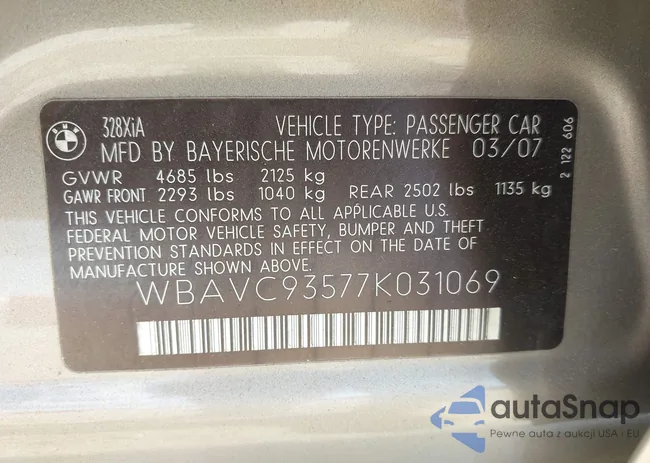 BMW
328XiA
VEHICLE TYPE: PASSENGER CAR
MFD BY BAYERISCHE MOTORENWERKE 03/07
GVWR 4685 lbs 2125 kg
GAWR FRONT 2293 lbs 1040 kg REAR 2502 lbs 1135 kg
THIS VEHICLE CONFORMS TO ALL APPLICABLE U.S.
FEDERAL MOTOR VEHICLE SAFETY, BUMPER AND THEFT
PREVENTION STANDARDS IN EFFECT ON THE DATE OF
MANUFACTURE SHOWN ABOVE.
WBAVC93577K031069
2 122 606
autaSnap
Pewne auta z aukcji USA i EU